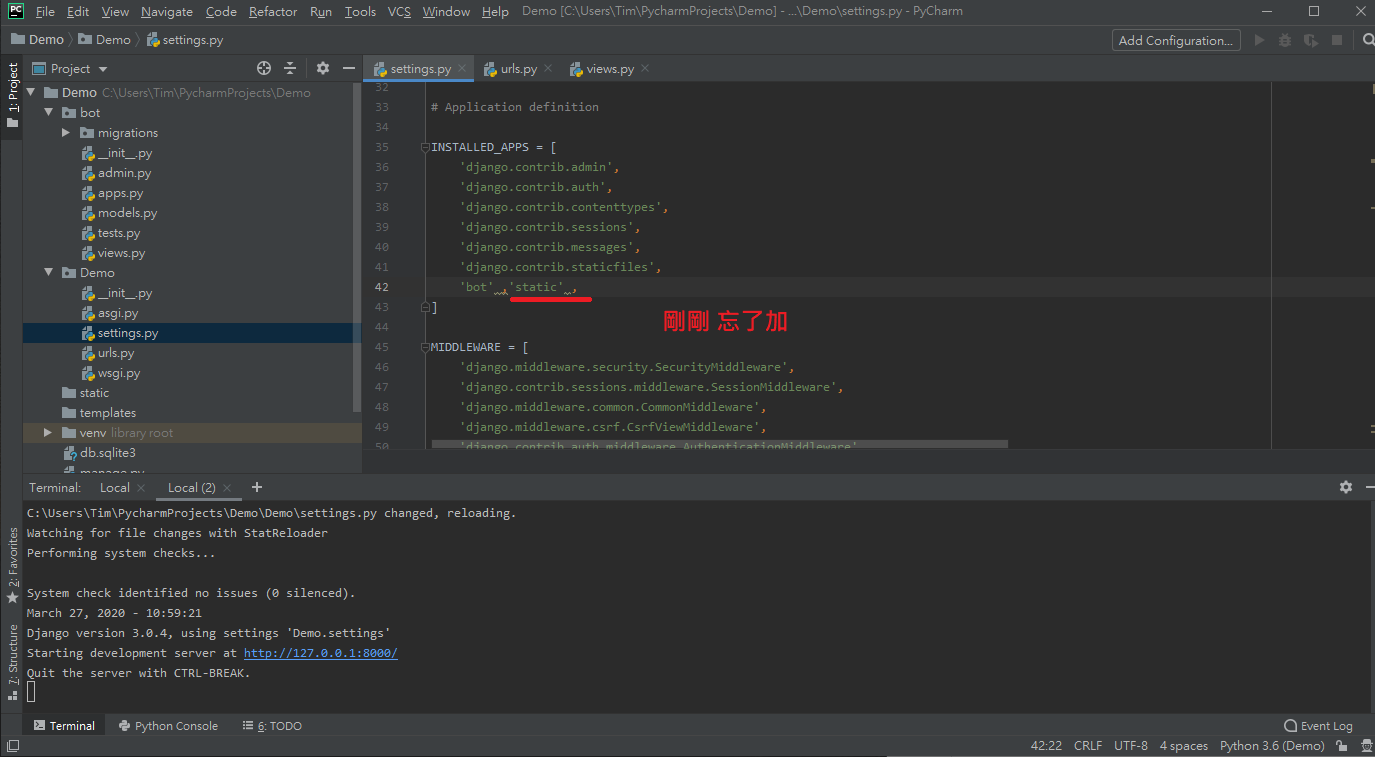 PC File Edit View Navigate Code Refactor Run Tools VCS Window Help Demo [C:\Users\Tim\PycharmProjects\Demo] - ...\Demo\settings.py - PyCharm
Demo Demo settings.py Add Configuration...
1: Project
Project
Demo C:\Users\Tim\PycharmProjects\Demo
bot
migrations
__init__.py
admin.py
apps.py
models.py
tests.py
views.py
Demo
__init__.py
asgi.py
settings.py
urls.py
wsgi.py
static
templates
venv library root
db.sqlite3
manage.py
settings.py urls.py views.py
32
33 # Application definition
34
35 INSTALLED_APPS = [
36 'django.contrib.admin',
37 'django.contrib.auth',
38 'django.contrib.contenttypes',
39 'django.contrib.sessions',
40 'django.contrib.messages',
41 'django.contrib.staticfiles',
42 'bot' ,'static' ,
43 ]
剛剛 忘了加
44
45 MIDDLEWARE = [
46 'django.middleware.security.SecurityMiddleware',
47 'django.contrib.sessions.middleware.SessionMiddleware',
48 'django.middleware.common.CommonMiddleware',
49 'django.middleware.csrf.CsrfViewMiddleware',
50 'django.contrib.auth.middleware.AuthenticationMiddleware'
Terminal: Local Local (2)
C:\Users\Tim\PycharmProjects\Demo\Demo\settings.py changed, reloading.
Watching for file changes with StatReloader
Performing system checks...
System check identified no issues (0 silenced).
March 27, 2020 - 10:59:21
Django version 3.0.4, using settings 'Demo.settings'
Starting development server at http://127.0.0.1:8000/
Quit the server with CTRL-BREAK.
2: Favorites
7: Structure
Terminal Python Console 6: TODO Event Log
42:22 CRLF UTF-8 4 spaces Python 3.6 (Demo)